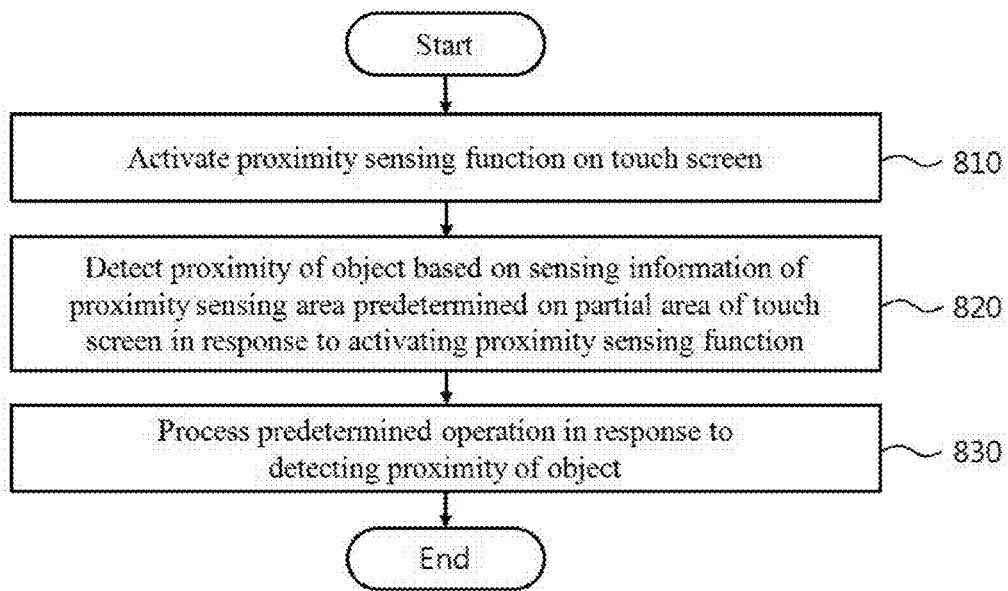 Start
Activate proximity sensing function on touch screen
810
Detect proximity of object based on sensing information of
proximity sensing area predetermined on partial area of touch
screen in response to activating proximity sensing function
820
Process predetermined operation in response to
detecting proximity of object
830
End